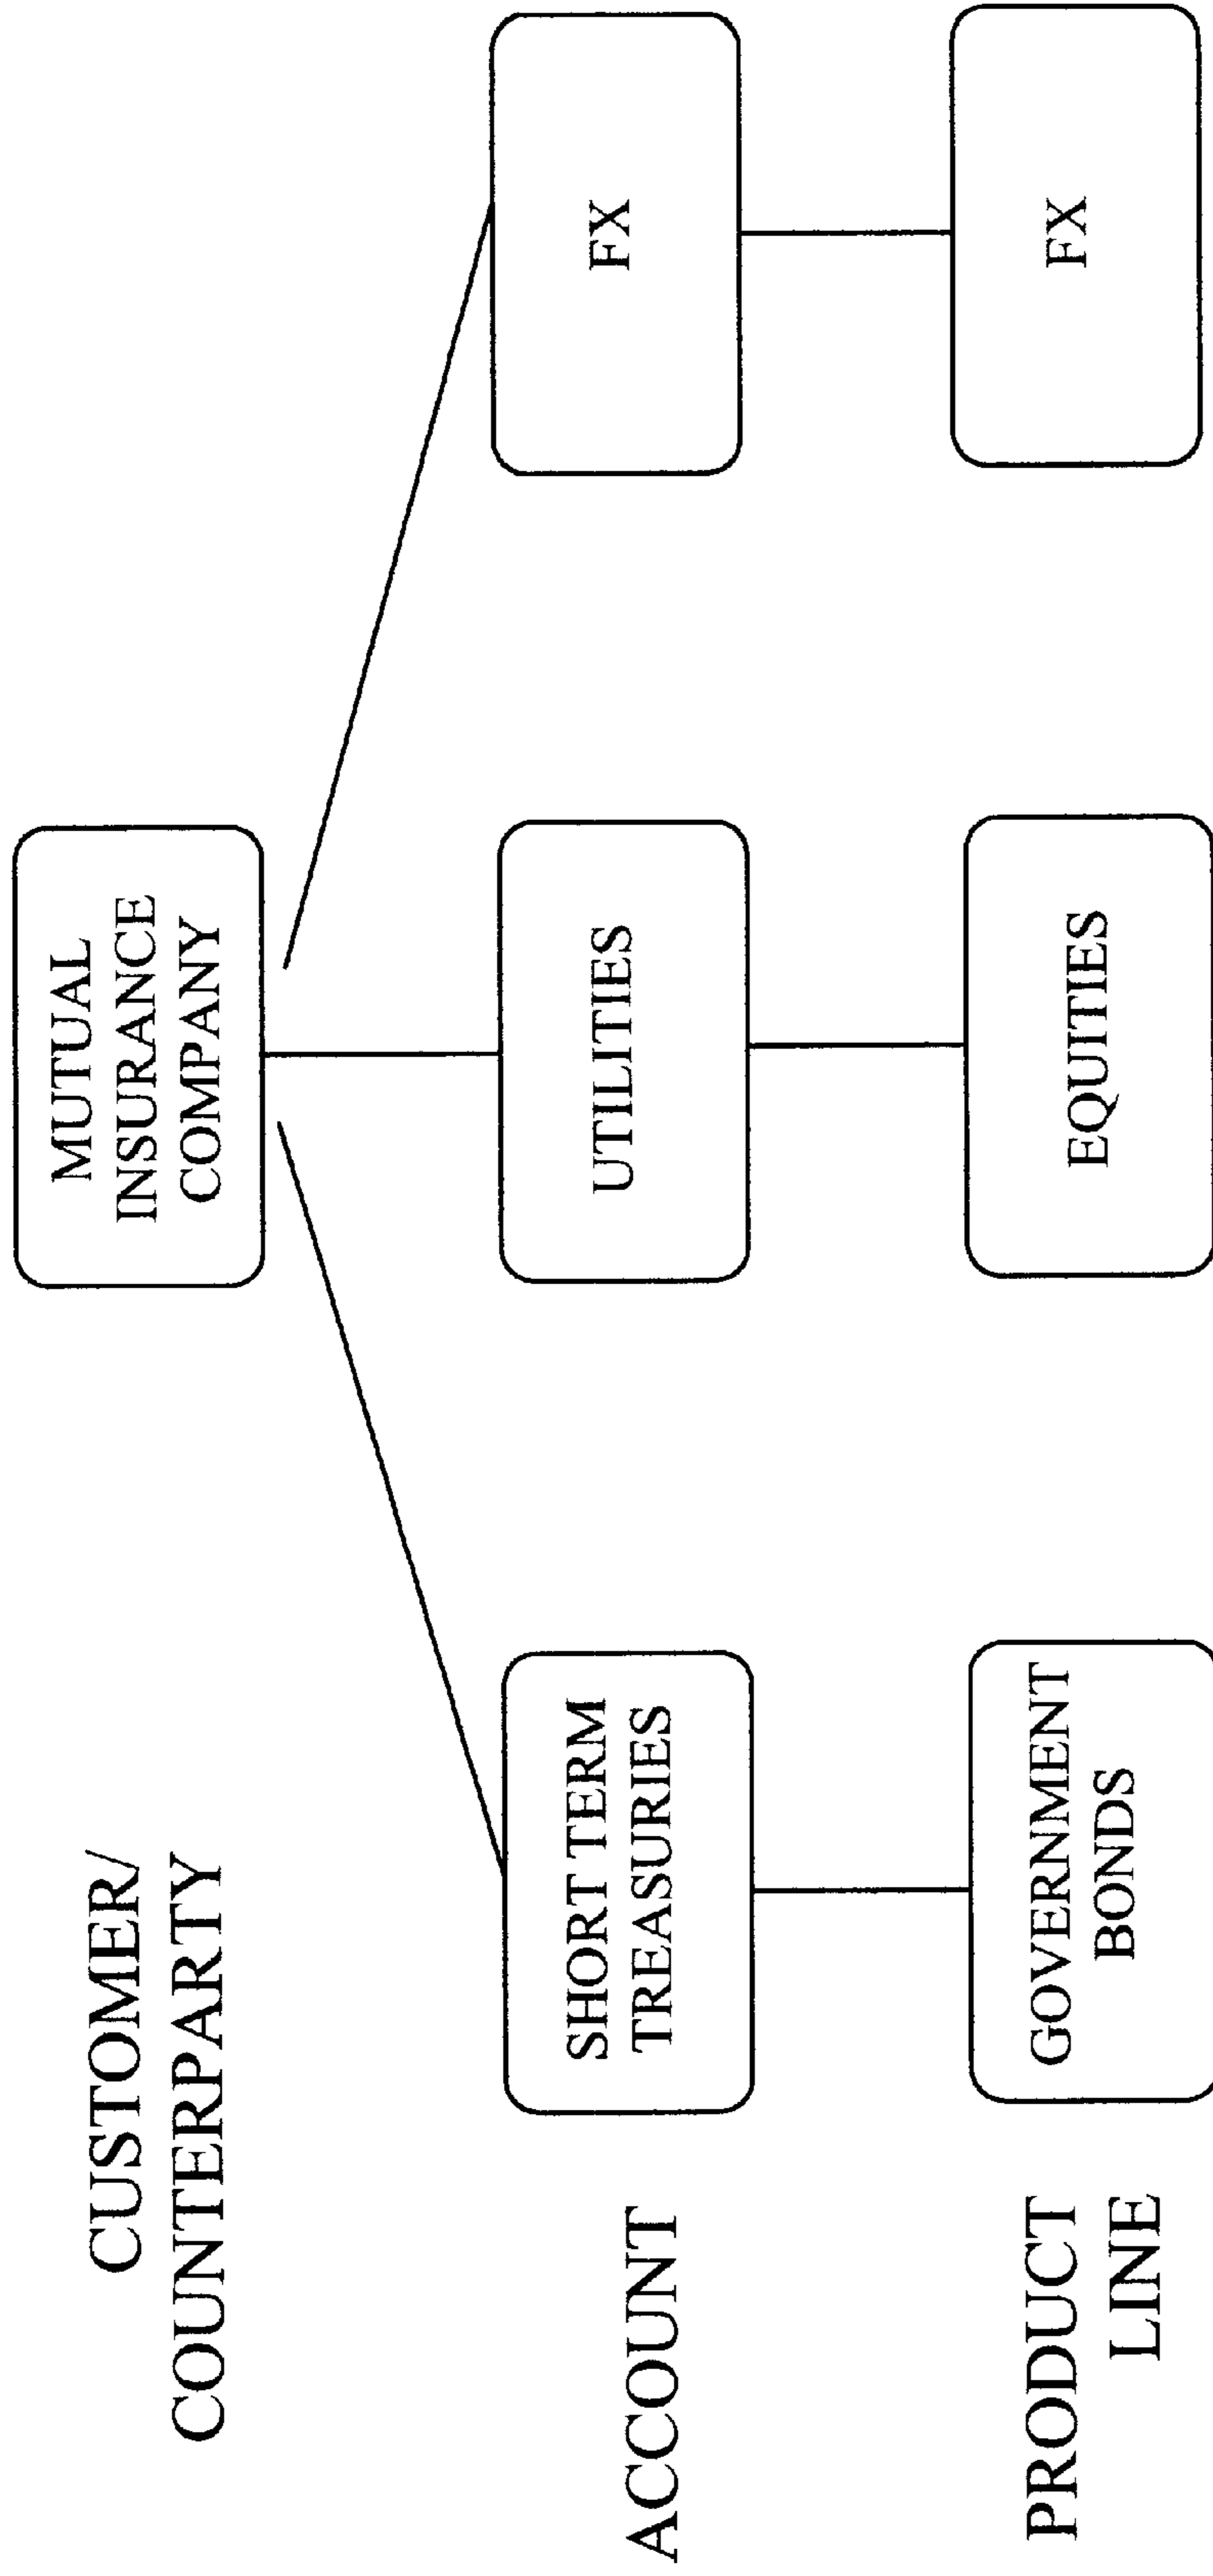 CUSTOMER/
COUNTERPARTY
MUTUAL
INSURANCE
COMPANY
ACCOUNT
SHORT TERM
TREASURIES
UTILITIES
FX
PRODUCT
LINE
GOVERNMENT
BONDS
EQUITIES
FX